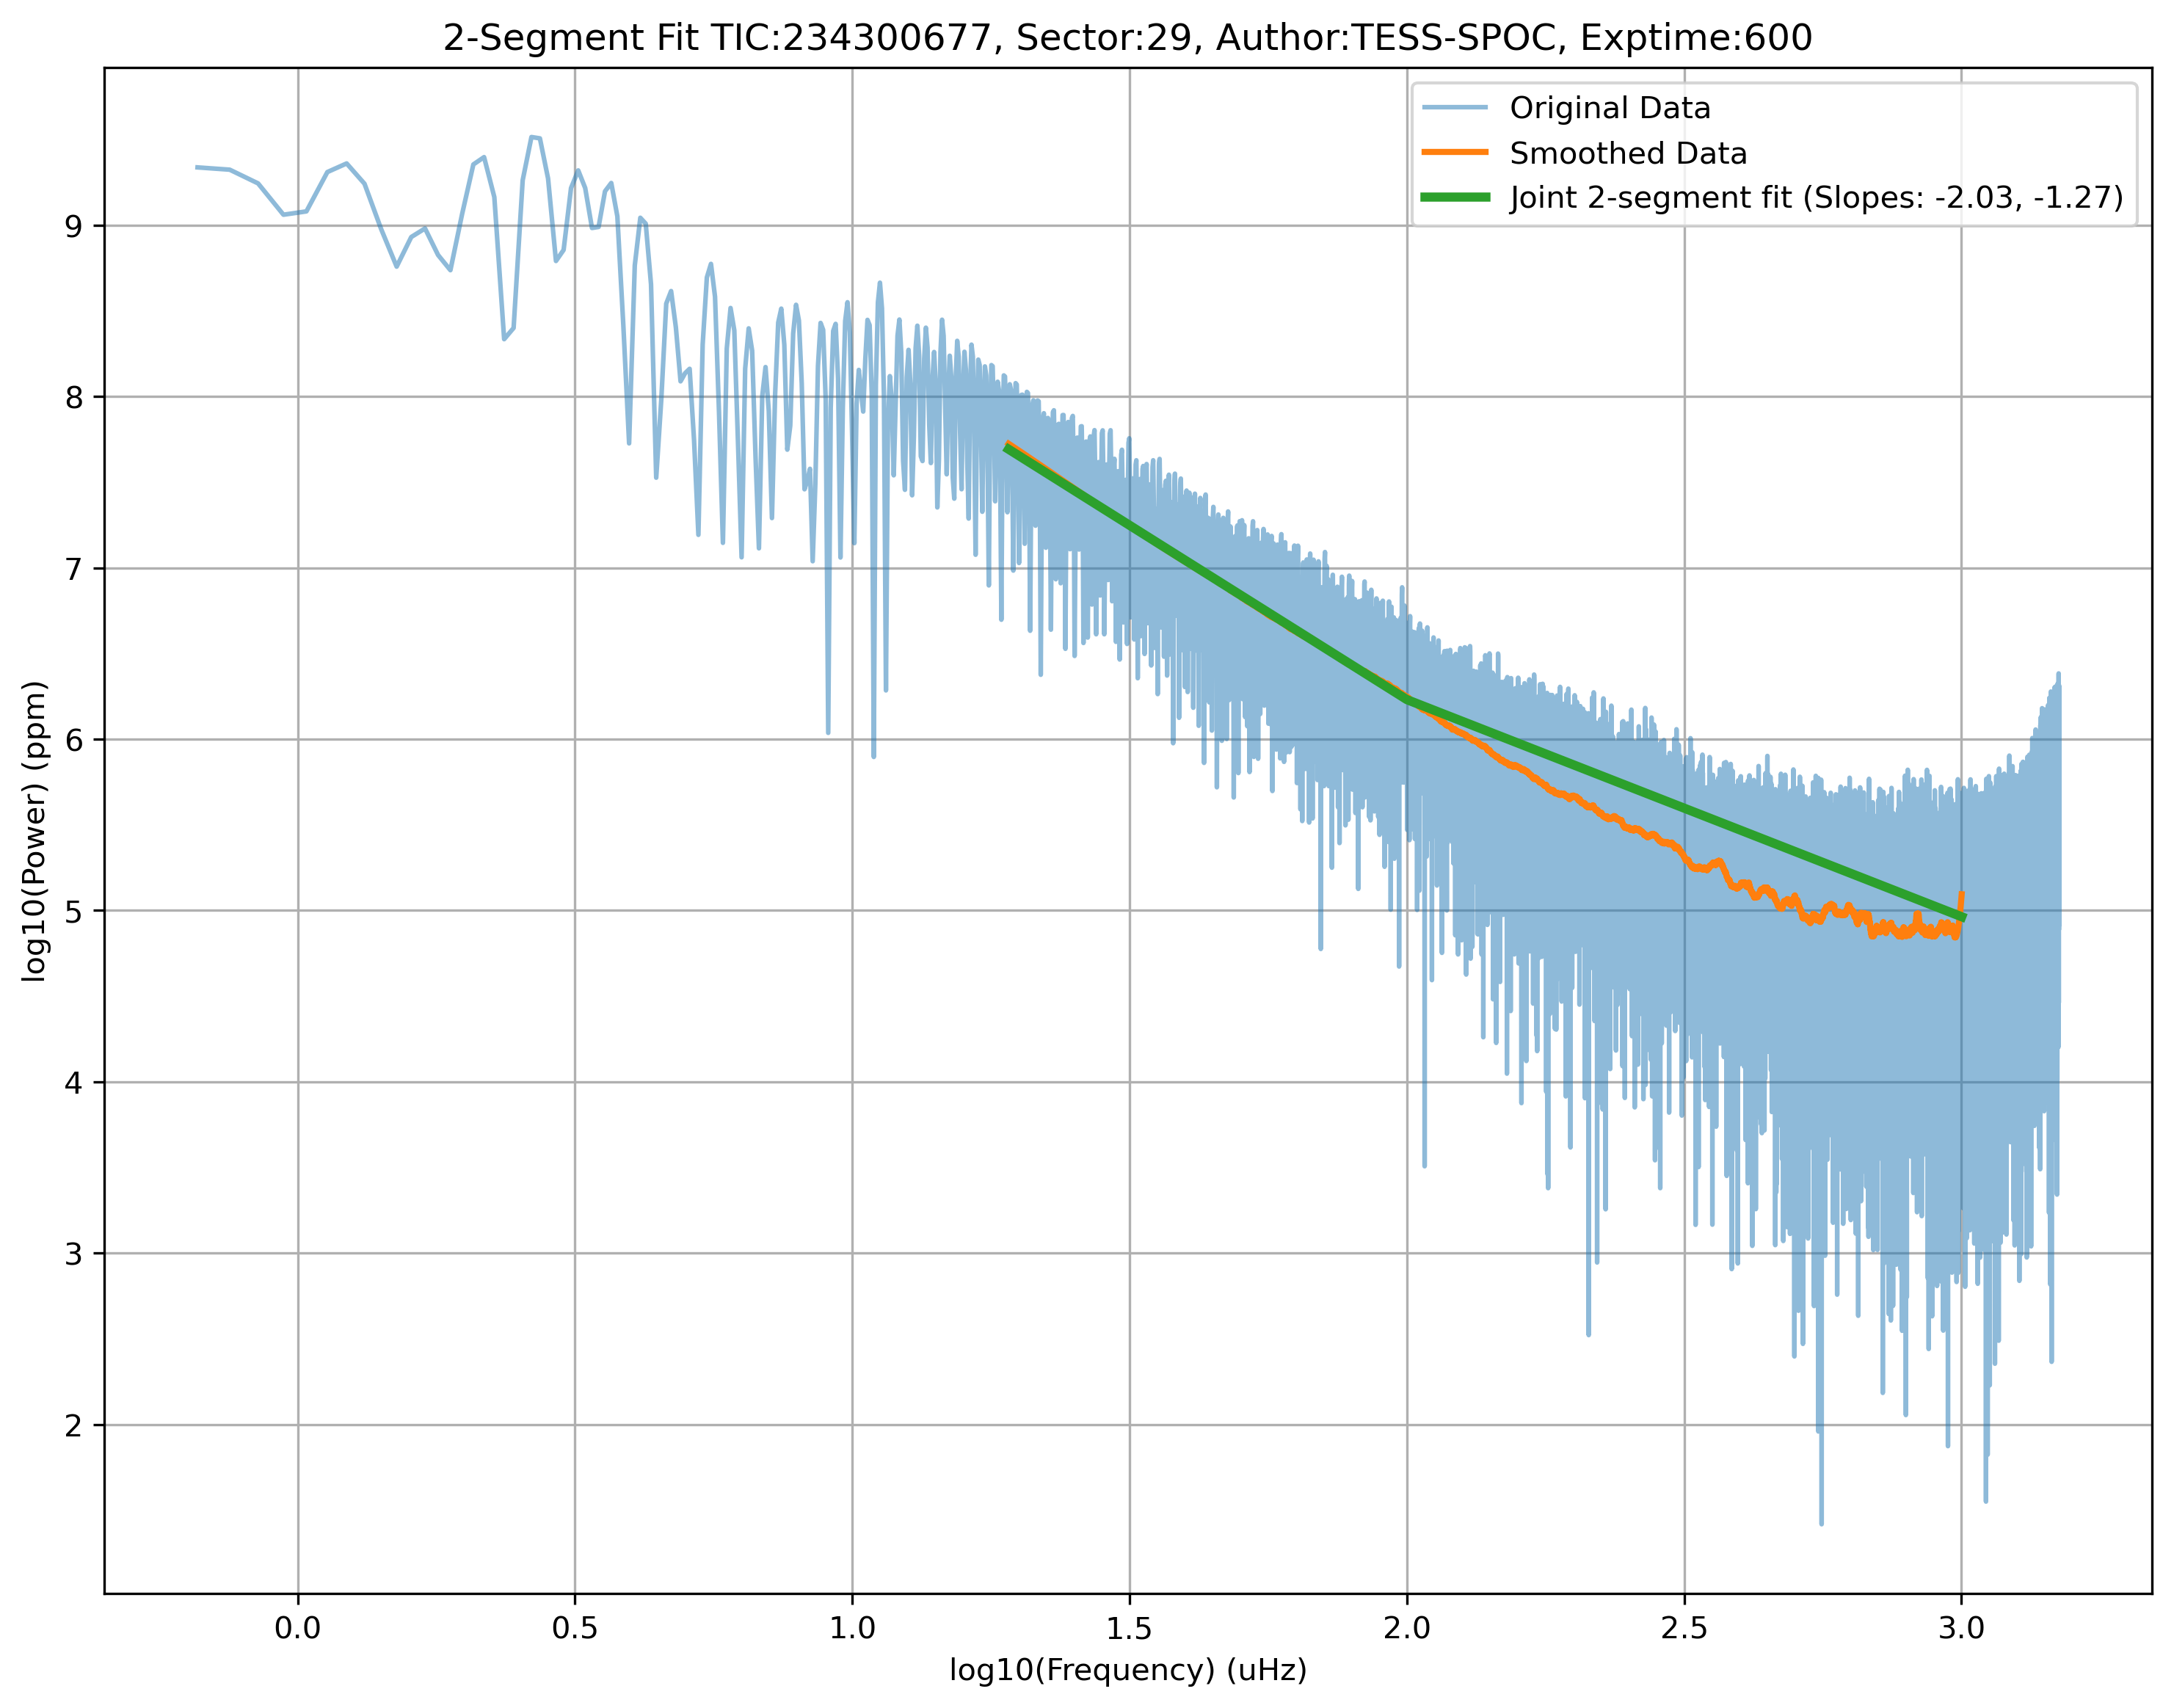 2-Segment Fit TIC:234300677, Sector:29, Author:TESS-SPOC, Exptime:600
Original Data
Smoothed Data
Joint 2-segment fit (Slopes: -2.03, -1.27)
log10(Power) (ppm)
9
8
7
6
5
4
3
2
0.0
0.5
1.0
1.5
2.0
2.5
3.0
log10(Frequency) (uHz)